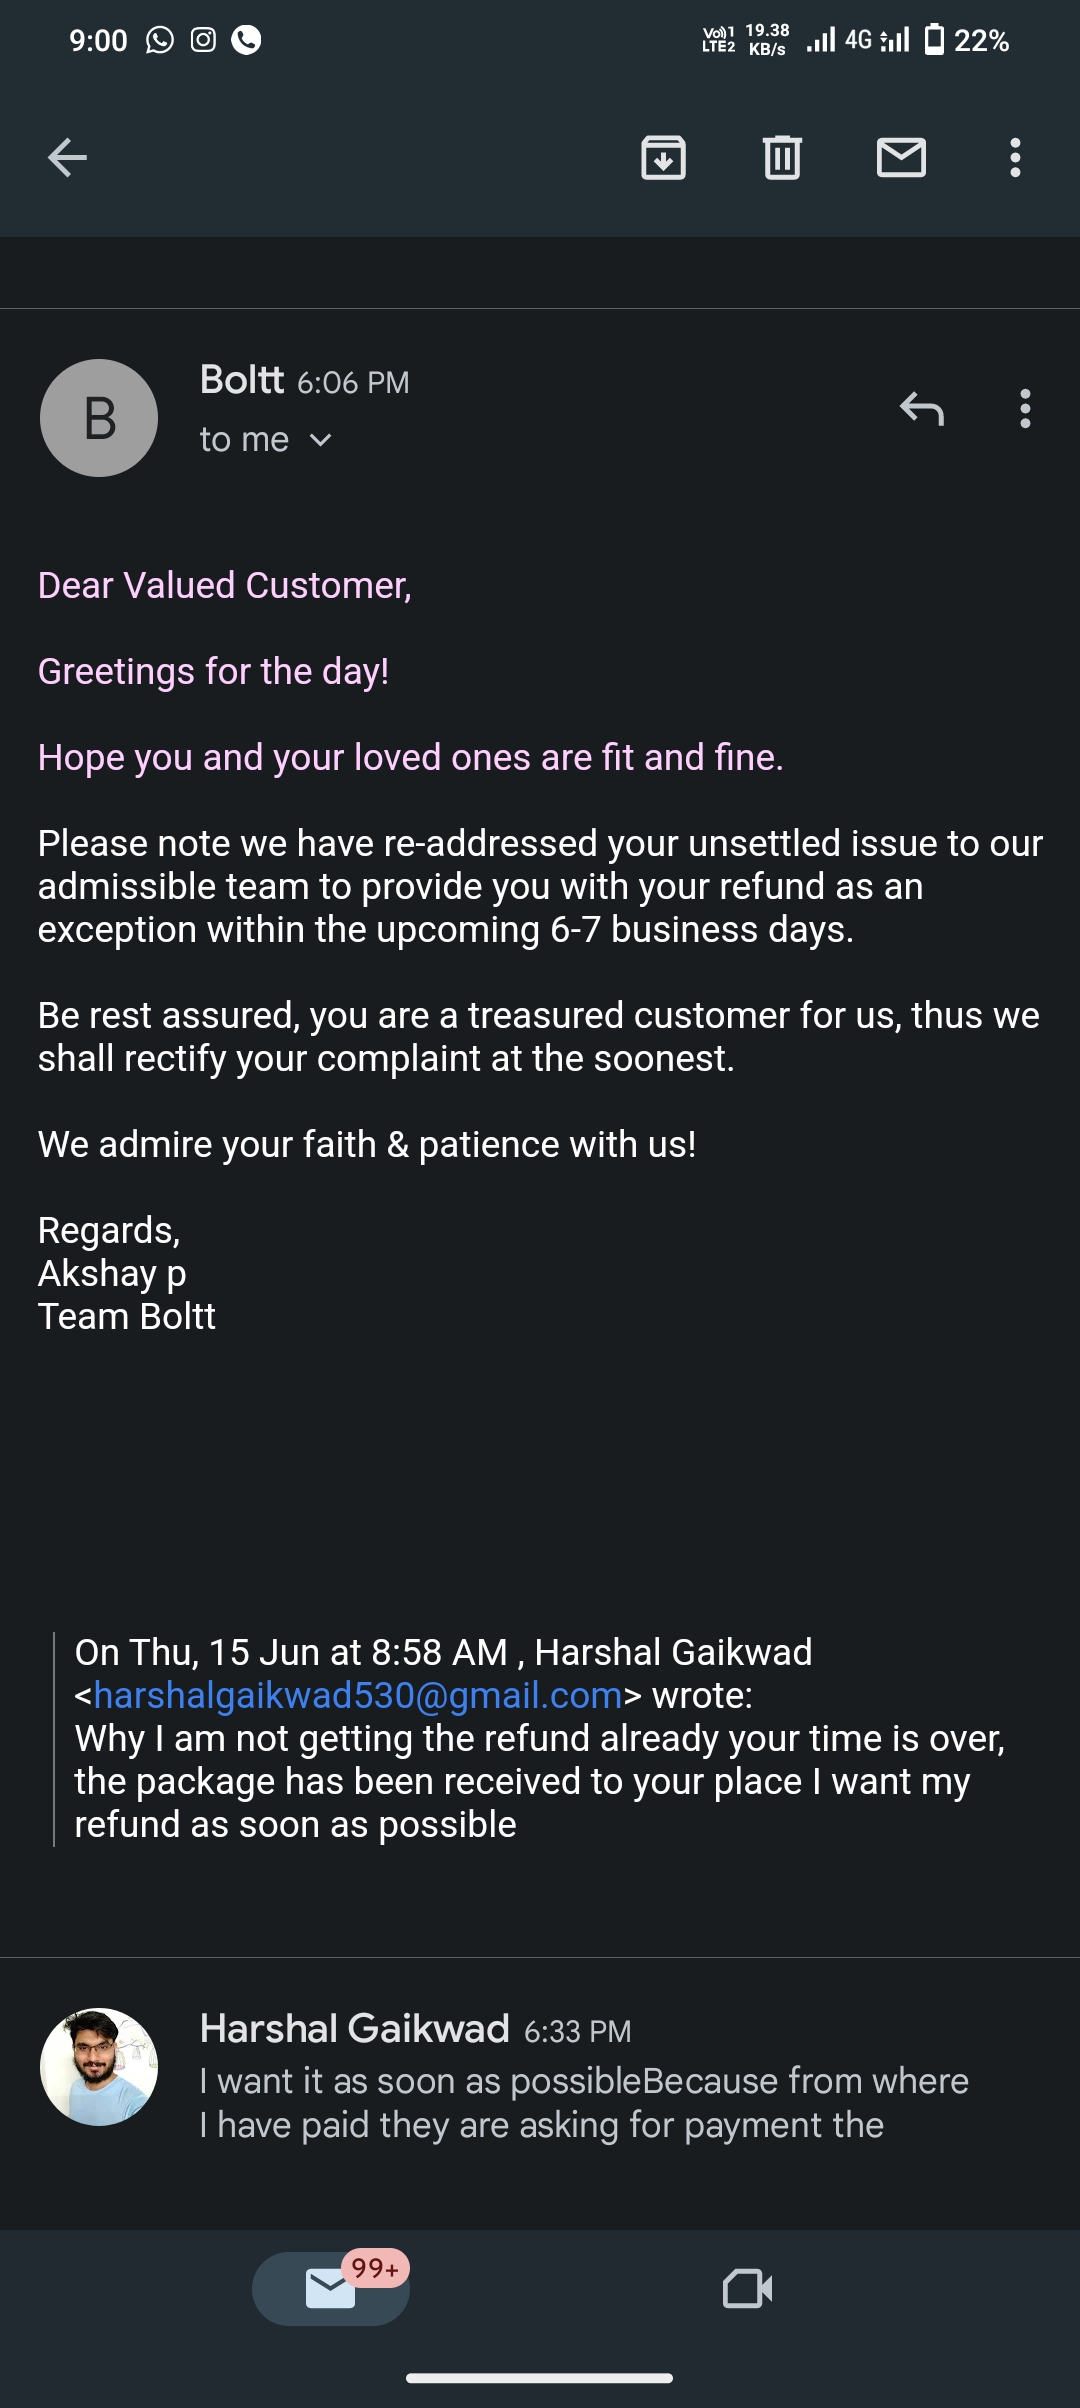 9:00
Vo) 1 LTE2 19.38 KB/s 4G 22%
B
Boltt 6:06 PM
to me
Dear Valued Customer,
Greetings for the day!
Hope you and your loved ones are fit and fine.
Please note we have re-addressed your unsettled issue to our
admissible team to provide you with your refund as an
exception within the upcoming 6-7 business days.
Be rest assured, you are a treasured customer for us, thus we
shall rectify your complaint at the soonest.
We admire your faith & patience with us!
Regards,
Akshay p
Team Boltt
On Thu, 15 Jun at 8:58 AM , Harshal Gaikwad
<harshalgaikwad530@gmail.com> wrote:
Why I am not getting the refund already your time is over,
the package has been received to your place I want my
refund as soon as possible
Harshal Gaikwad 6:33 PM
I want it as soon as possibleBecause from where
I have paid they are asking for payment the
99+